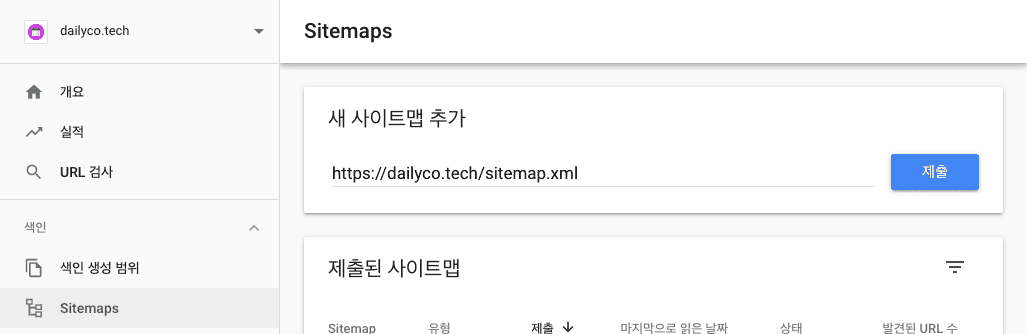 dailyco.tech
Sitemaps
개요
실적
URL 검사
색인
색인 생성 범위
Sitemaps
새 사이트맵 추가
https://dailyco.tech/sitemap.xml
제출
제출된 사이트맵
Sitemap 유형 제출 마지막으로 읽은 날짜 상태 발견된 URL 수